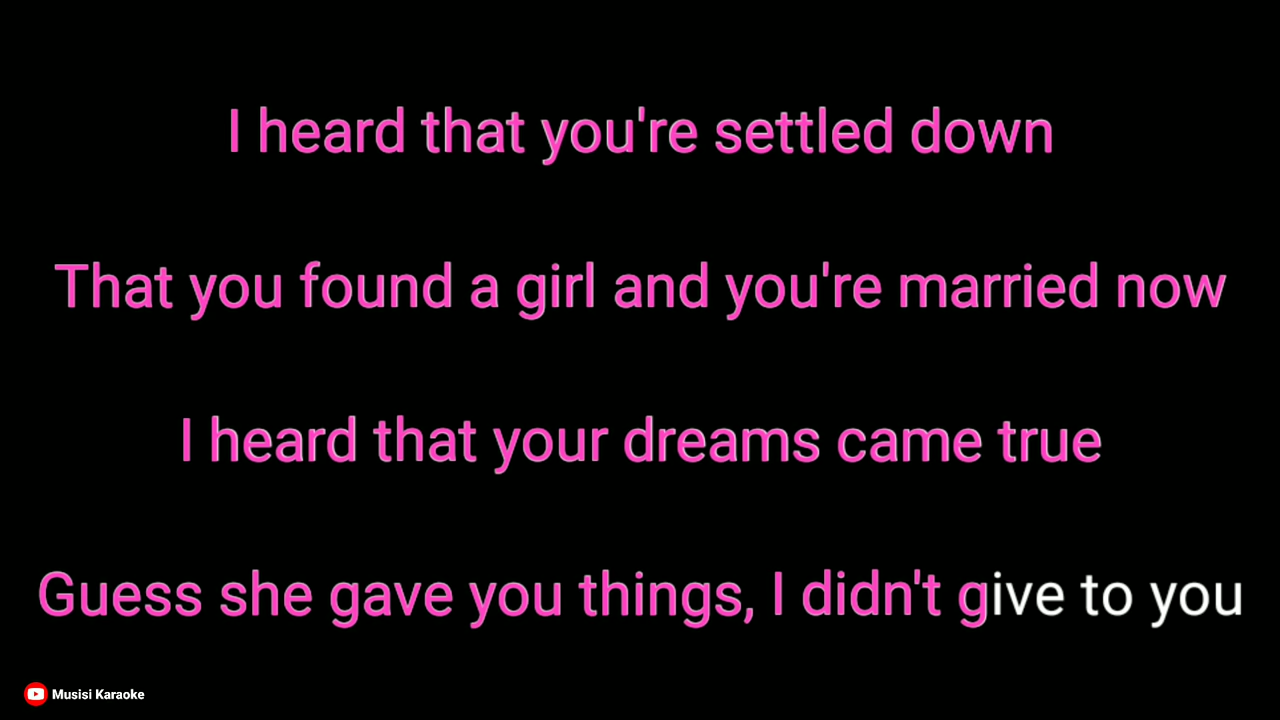 I heard that you're settled down
That you found a girl and you're married now
I heard that your dreams came true
Guess she gave you things, I didn't give to you
Musisi Karaoke